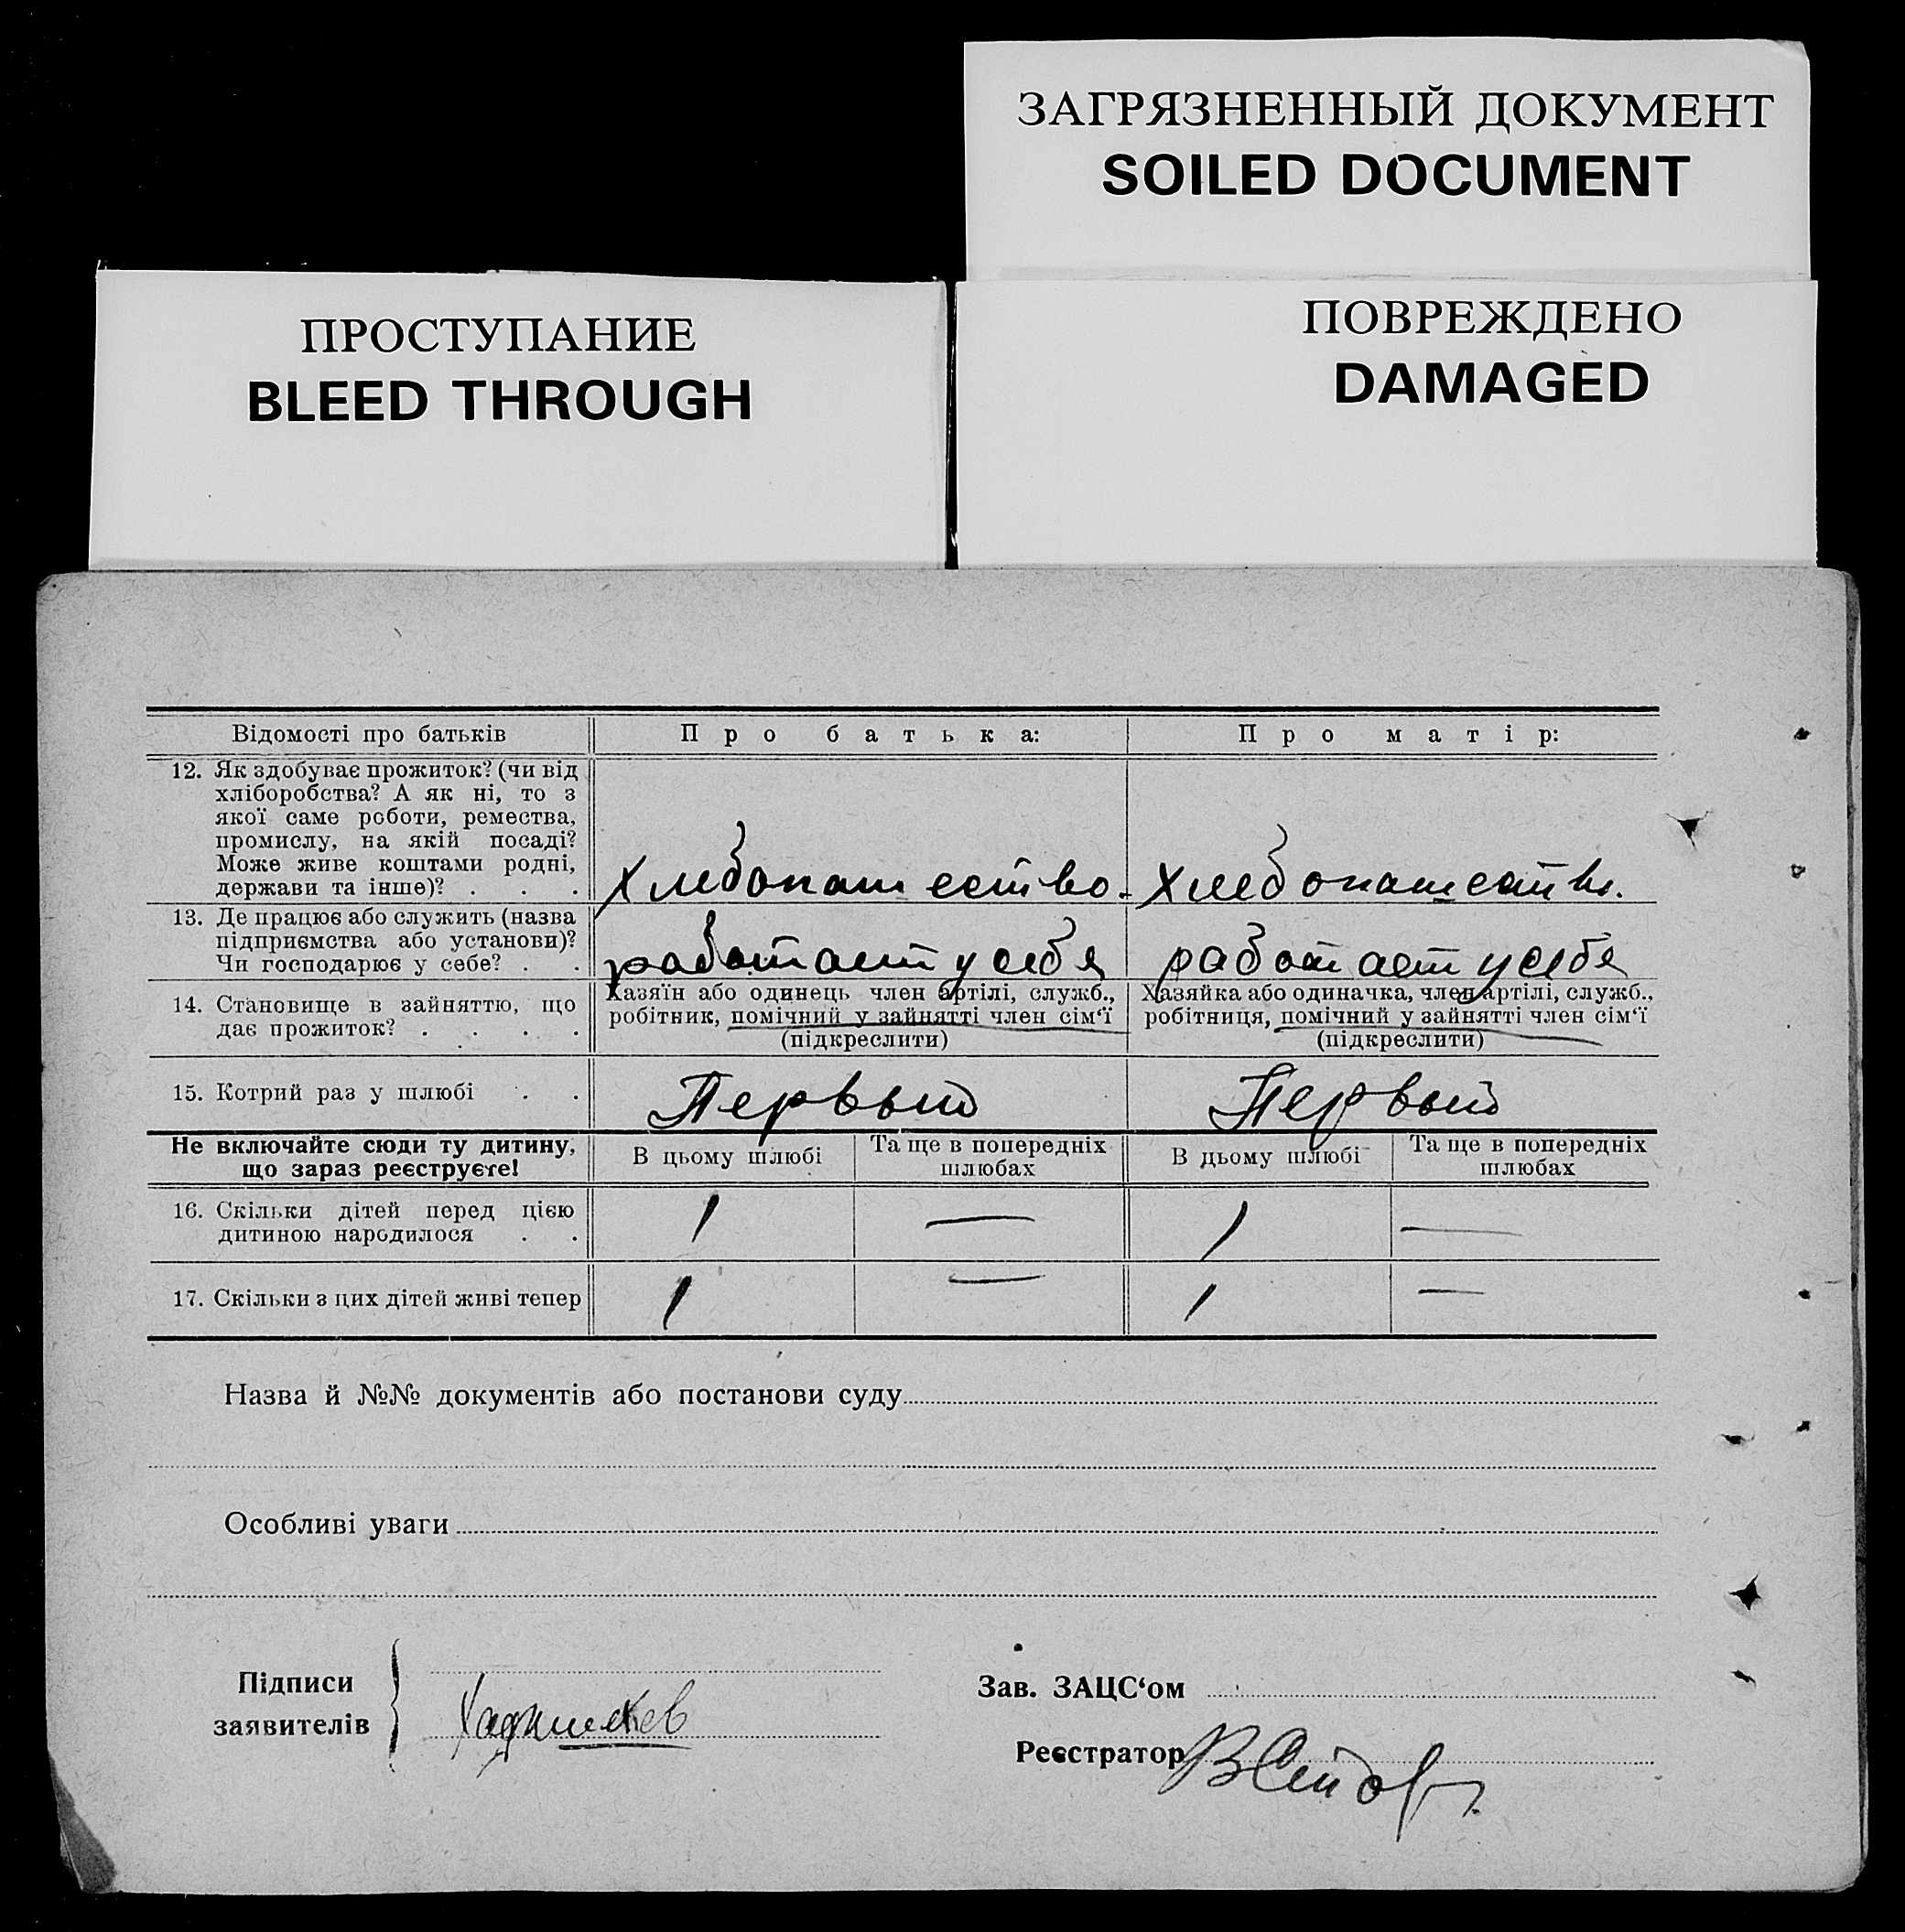 ЗАГРЯЗНЕННЫЙ ДОКУМЕНТ
SOILED DOCUMENT
ПРОСТУПАНИЕ
BLEED THROUGH
ПОВРЕЖДЕНО
DAMAGED
Відомості про батьків
Про батька:
Про матір:
12. Як здобуває прожиток? (чи від
хліборобства? А як ні, то з
якої саме роботи, ремества,
промислу, на якій посаді?
Може живе коштами родні,
держави та інше)? . . .
хлебопашество.
хлебопашество.
13. Де працює або служить (назва
підприємства або установи)?
Чи господарює у себе? . .
работает у себя
работает у себя
14. Становище в зайняттю, що
дає прожиток? . . . .
Хазяїн або одинець член артілі, служб.,
робітник, помічний у зайнятті член сім‘ї
(підкреслити)
Хазяйка або одиначка, член артілі, служб.,
робітниця, помічний у зайнятті член сім‘ї
(підкреслити)
15. Котрий раз у шлюбі . .
Первый
Первый
Не включайте сюди ту дитину,
що зараз реєструєте!
В цьому шлюбі
Та ще в попередніх
шлюбах
В цьому шлюбі
Та ще в попередніх
шлюбах
16. Скільки дітей перед цією
дитиною народилося . .
1
—
1
—
17. Скільки з цих дітей живі тепер
1
—
1
—
Назва й №№ документів або постанови суду
Особливі уваги
Підписи
заявителів
Зав. ЗАЦС‘ом
Реєстратор